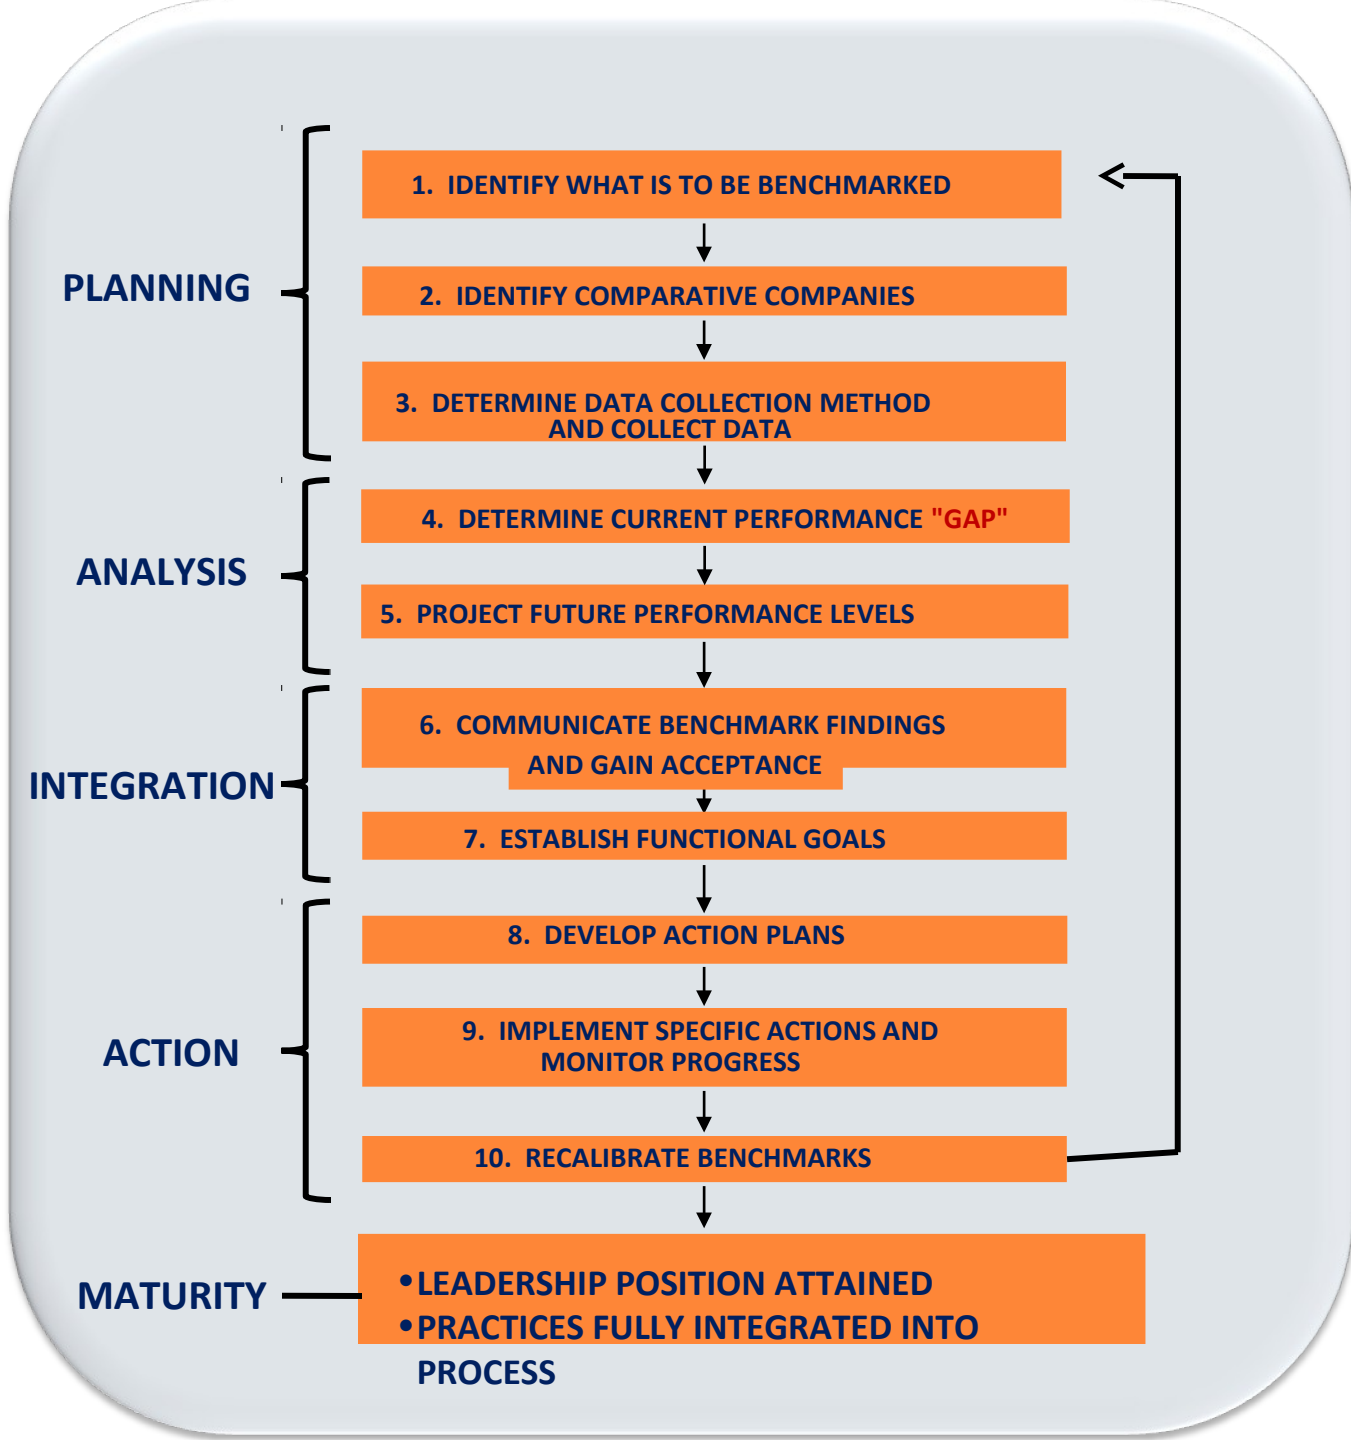 PLANNING
1. IDENTIFY WHAT IS TO BE BENCHMARKED
2. IDENTIFY COMPARATIVE COMPANIES
3. DETERMINE DATA COLLECTION METHOD
AND COLLECT DATA
ANALYSIS
4. DETERMINE CURRENT PERFORMANCE "GAP"
5. PROJECT FUTURE PERFORMANCE LEVELS
INTEGRATION
6. COMMUNICATE BENCHMARK FINDINGS
AND GAIN ACCEPTANCE
7. ESTABLISH FUNCTIONAL GOALS
ACTION
8. DEVELOP ACTION PLANS
9. IMPLEMENT SPECIFIC ACTIONS AND
MONITOR PROGRESS
10. RECALIBRATE BENCHMARKS
MATURITY
•LEADERSHIP POSITION ATTAINED
•PRACTICES FULLY INTEGRATED INTO
PROCESS